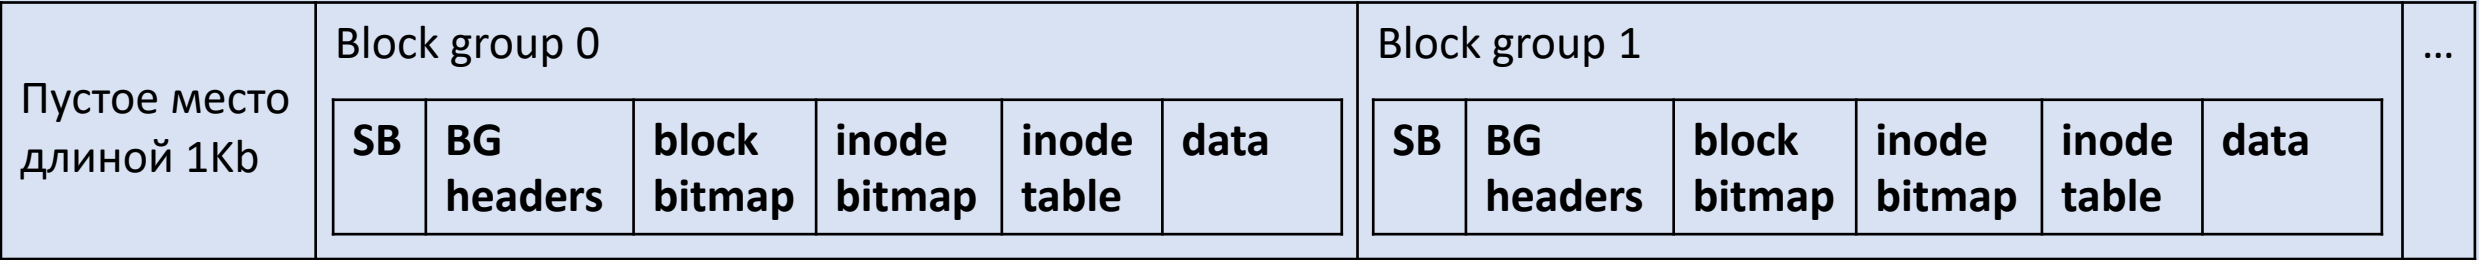 Пустое место
длиной 1Kb
Block group 0
SB
BG
headers
block
bitmap
inode
bitmap
inode
table
data
Block group 1
SB
BG
headers
block
bitmap
inode
bitmap
inode
table
data
...